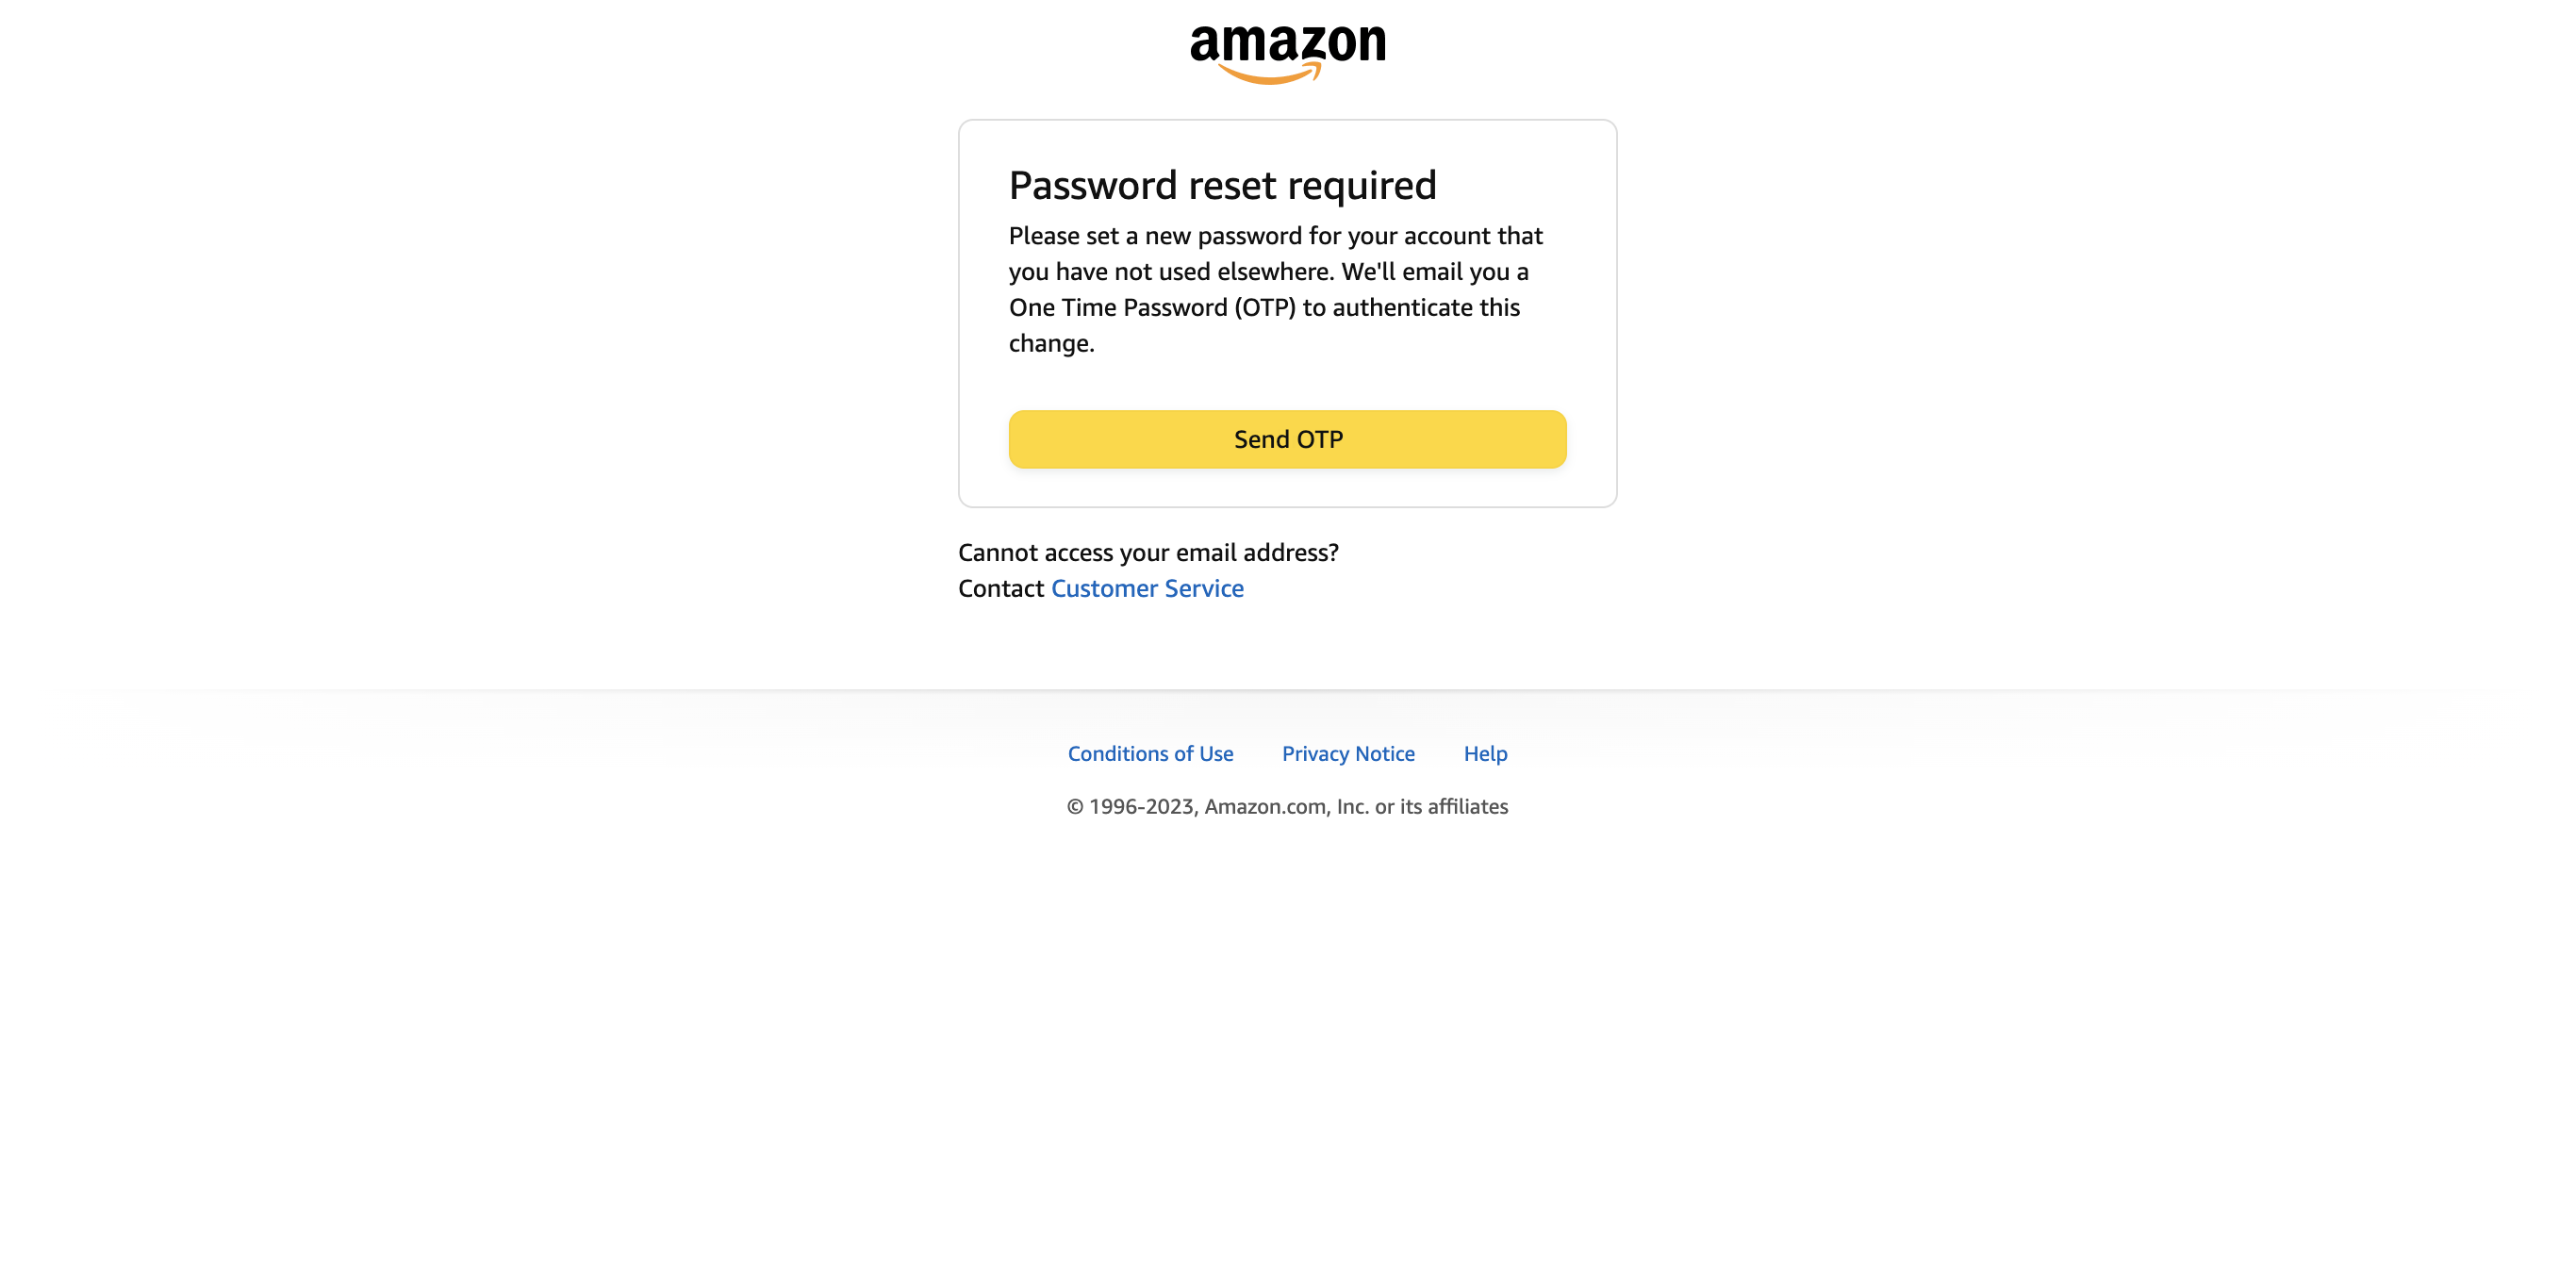 amazon
Password reset required
Please set a new password for your account that
you have not used elsewhere. We'll email you a
One Time Password (OTP) to authenticate this
change.
Send OTP
Cannot access your email address?
Contact Customer Service
Conditions of Use Privacy Notice Help
© 1996-2023, Amazon.com, Inc. or its affiliates